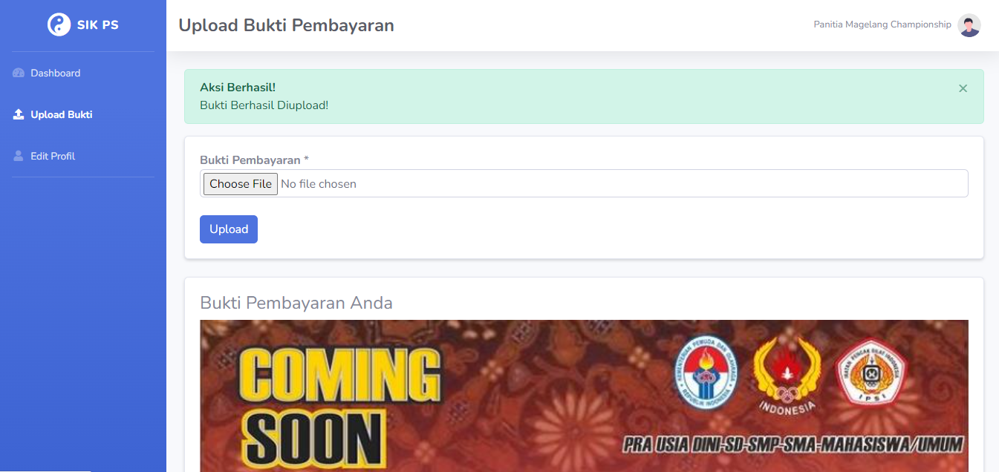 SIK PS
Upload Bukti Pembayaran
Panitia Magelang Championship
Dashboard
Upload Bukti
Edit Profil
Aksi Berhasil!
Bukti Berhasil Diupload!
×
Bukti Pembayaran *
Choose File No file chosen
Upload
Bukti Pembayaran Anda
COMING
SOON
KEMENTERIAN PEMUDA DAN OLAHRAGA
REPUBLIK INDONESIA
INDONESIA
IKATAN PENCAK SILAT INDONESIA
IPSI
PRA USIA DINI-SD-SMP-SMA-MAHASISWA/UMUM